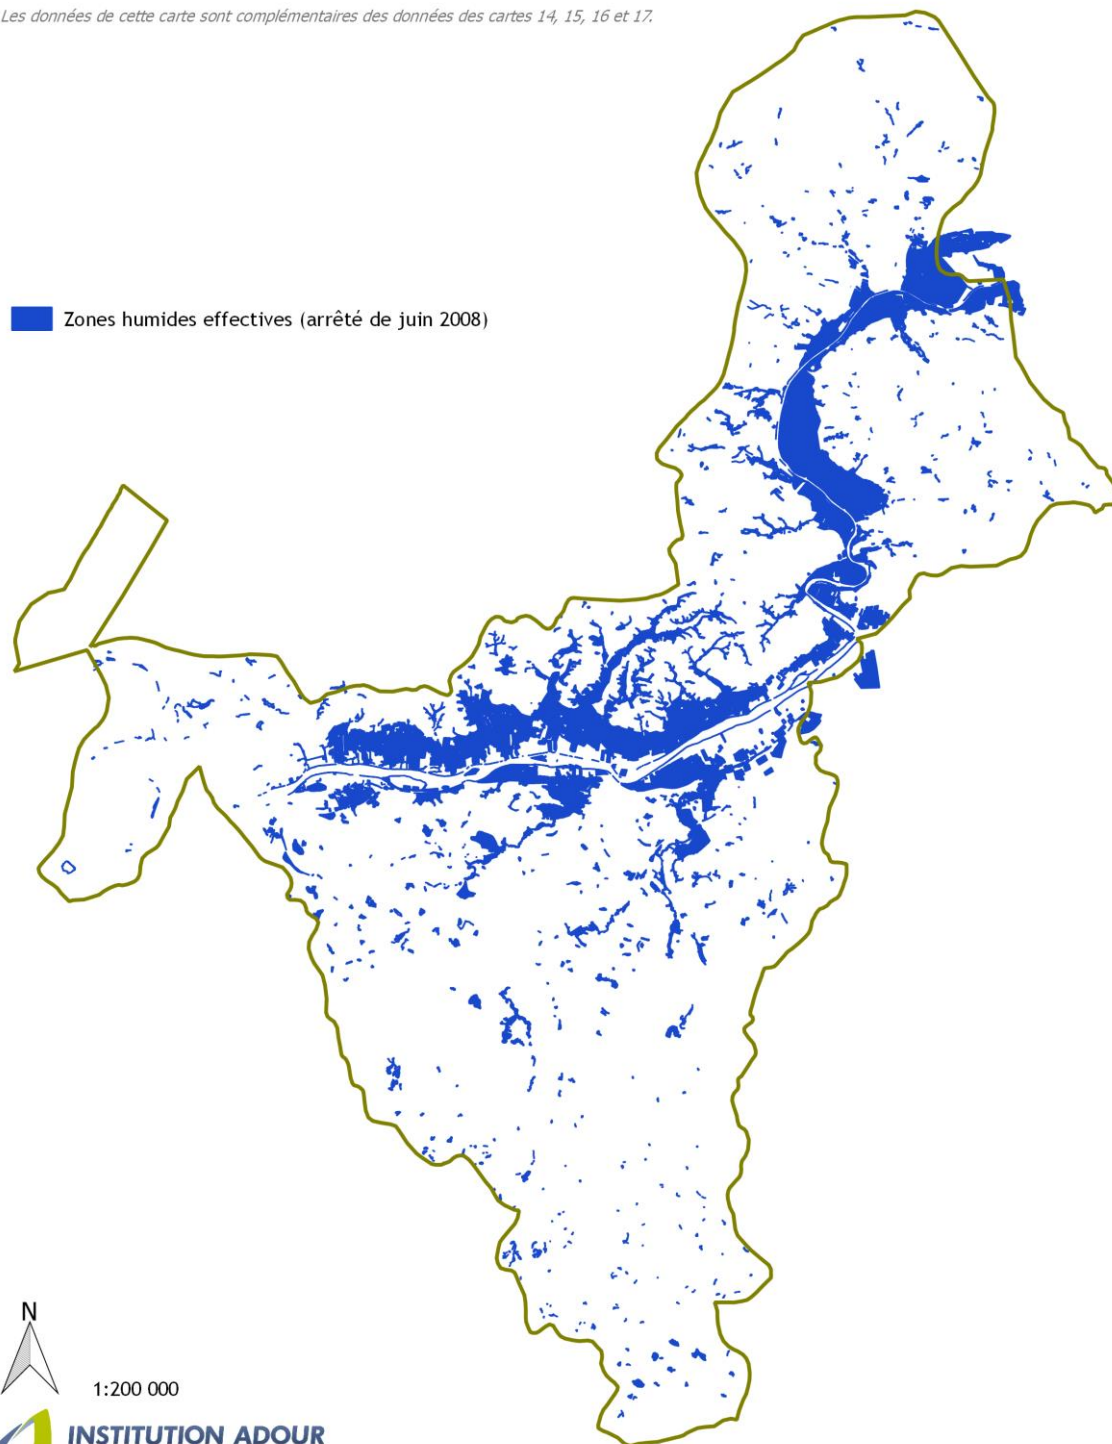 Les données de cette carte sont complémentaires des données des cartes 14, 15, 16 et 17.
Zones humides effectives (arrêté de juin 2008)
N
1:200 000
INSTITUTION ADOUR